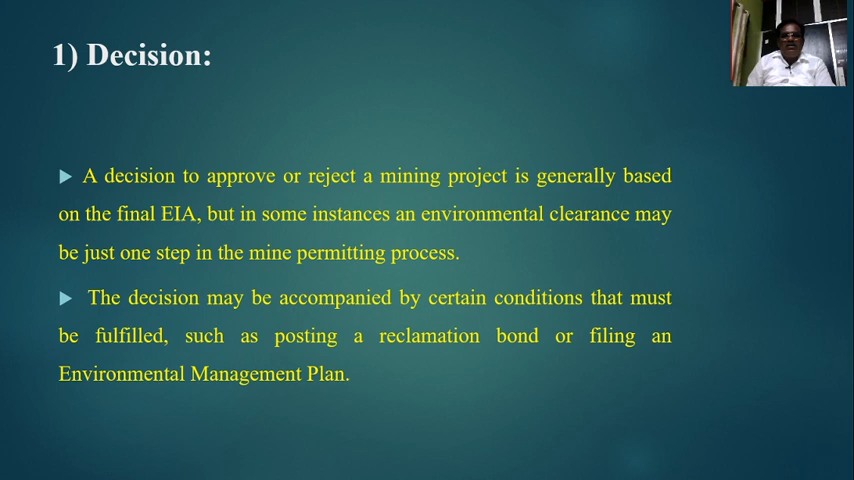 1) Decision:
A decision to approve or reject a mining project is generally based
on the final EIA, but in some instances an environmental clearance may
be just one step in the mine permitting process.
The decision may be accompanied by certain conditions that must
be fulfilled, such as posting a reclamation bond or filing an
Environmental Management Plan.